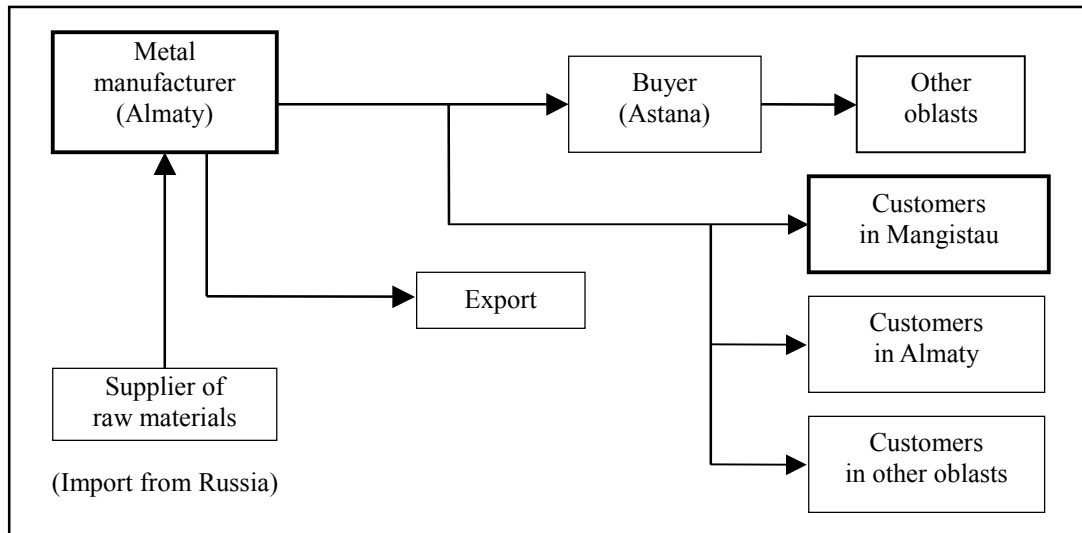 Metal
manufacturer
(Almaty)
Buyer
(Astana)
Other
oblasts
Customers
in Mangistau
Export
Customers
in Almaty
Supplier of
raw materials
Customers
in other oblasts
(Import from Russia)